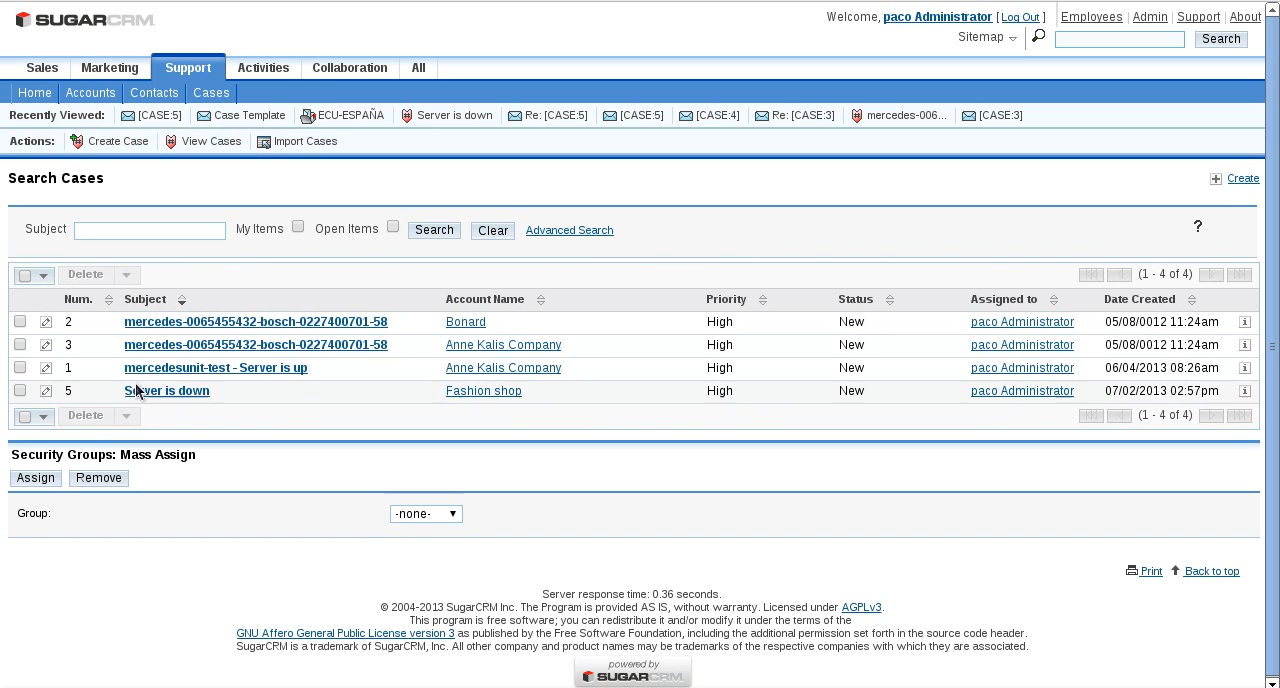 SUGARCRM
Welcome, paco Administrator [ Log Out ] Employees | Admin | Support | About
Sitemap Search
Sales Marketing Support Activities Collaboration All
Home Accounts Contacts Cases
Recently Viewed: [CASE:5] Case Template ECU-ESPAÑA Server is down Re: [CASE:5] [CASE:5] [CASE:4] Re: [CASE:3] mercedes-006... [CASE:3]
Actions: Create Case View Cases Import Cases
Search Cases
Create
Subject My Items Open Items Search Clear Advanced Search ?
Delete (1 - 4 of 4)
Num. Subject Account Name Priority Status Assigned to Date Created
2 mercedes-0065455432-bosch-0227400701-58 Bonard High New paco Administrator 05/08/0012 11:24am
3 mercedes-0065455432-bosch-0227400701-58 Anne Kalis Company High New paco Administrator 05/08/0012 11:24am
1 mercedesunit-test - Server is up Anne Kalis Company High New paco Administrator 06/04/2013 08:26am
5 Server is down Fashion shop High New paco Administrator 07/02/2013 02:57pm
Delete (1 - 4 of 4)
Security Groups: Mass Assign
Assign Remove
Group: -none-
Print Back to top
Server response time: 0.36 seconds.
© 2004-2013 SugarCRM Inc. The Program is provided AS IS, without warranty. Licensed under AGPLv3.
This program is free software; you can redistribute it and/or modify it under the terms of the
GNU Affero General Public License version 3 as published by the Free Software Foundation, including the additional permission set forth in the source code header.
SugarCRM is a trademark of SugarCRM, Inc. All other company and product names may be trademarks of the respective companies with which they are associated.
powered by
SUGARCRM